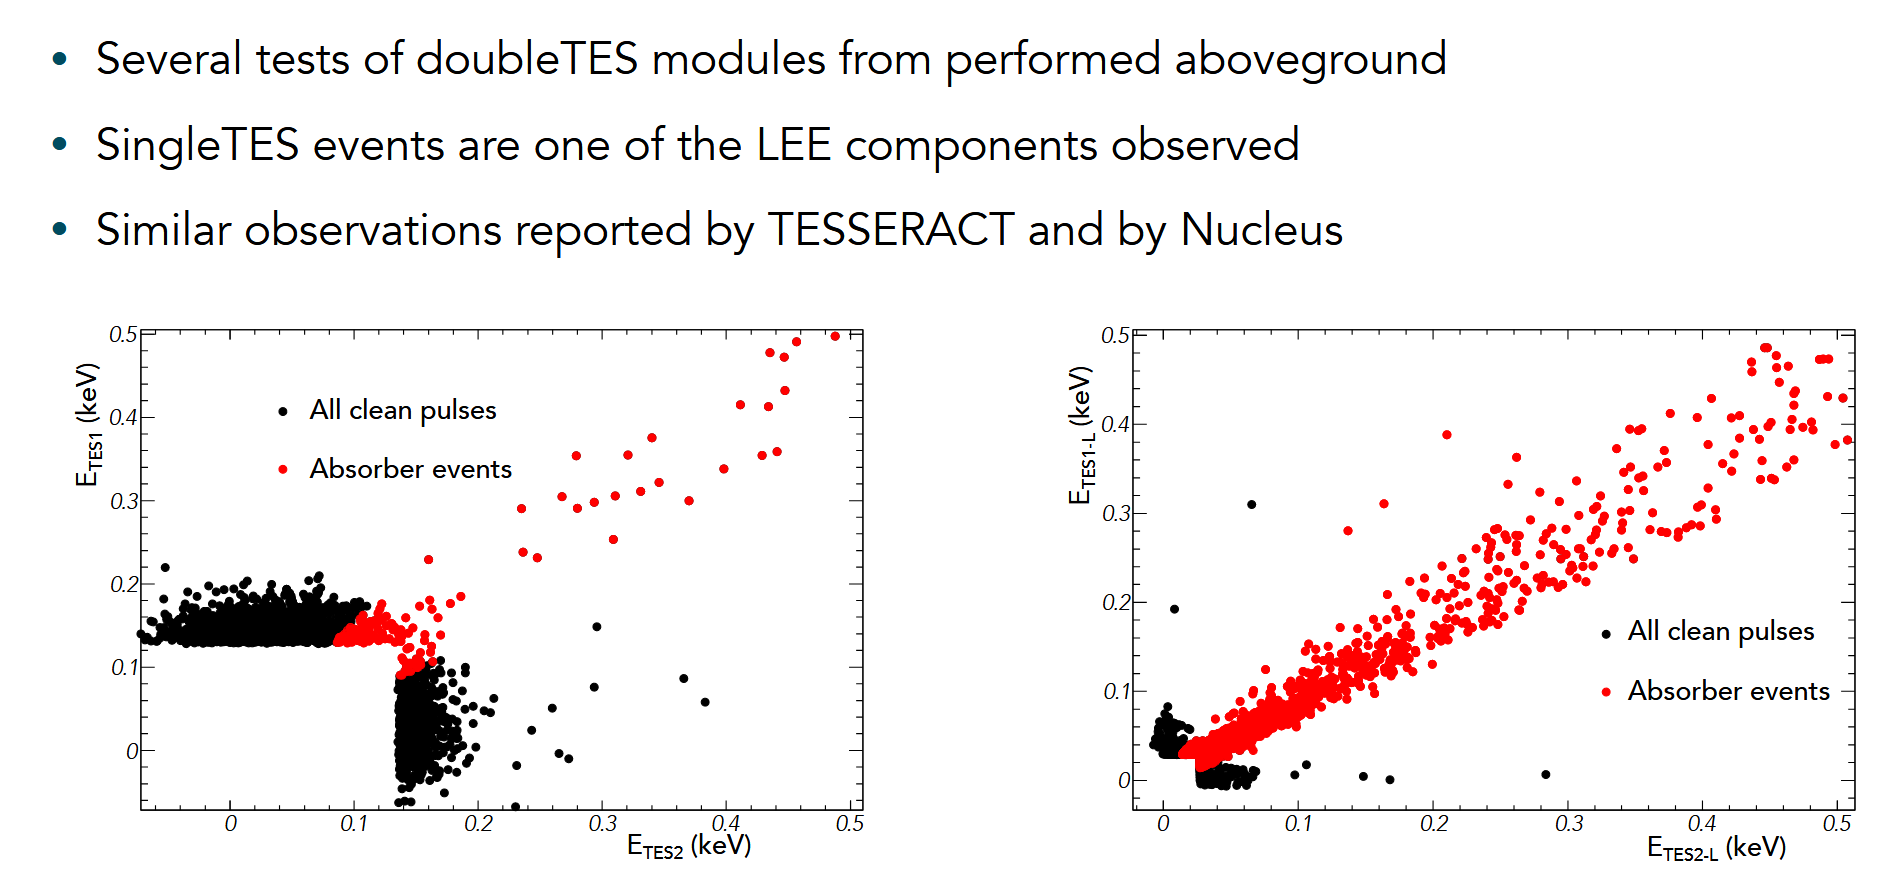 • Several tests of doubleTES modules from performed aboveground
• SingleTES events are one of the LEE components observed
• Similar observations reported by TESSERACT and by Nucleus
E_TES1 (keV)
0.5
0.4
0.3
0.2
0.1
0
All clean pulses
Absorber events
0 0.1 0.2 0.3 0.4 0.5
E_TES2 (keV)
E_TES1-L (keV)
0.5
0.4
0.3
0.2
0.1
0
All clean pulses
Absorber events
0 0.1 0.2 0.3 0.4 0.5
E_TES2-L (keV)